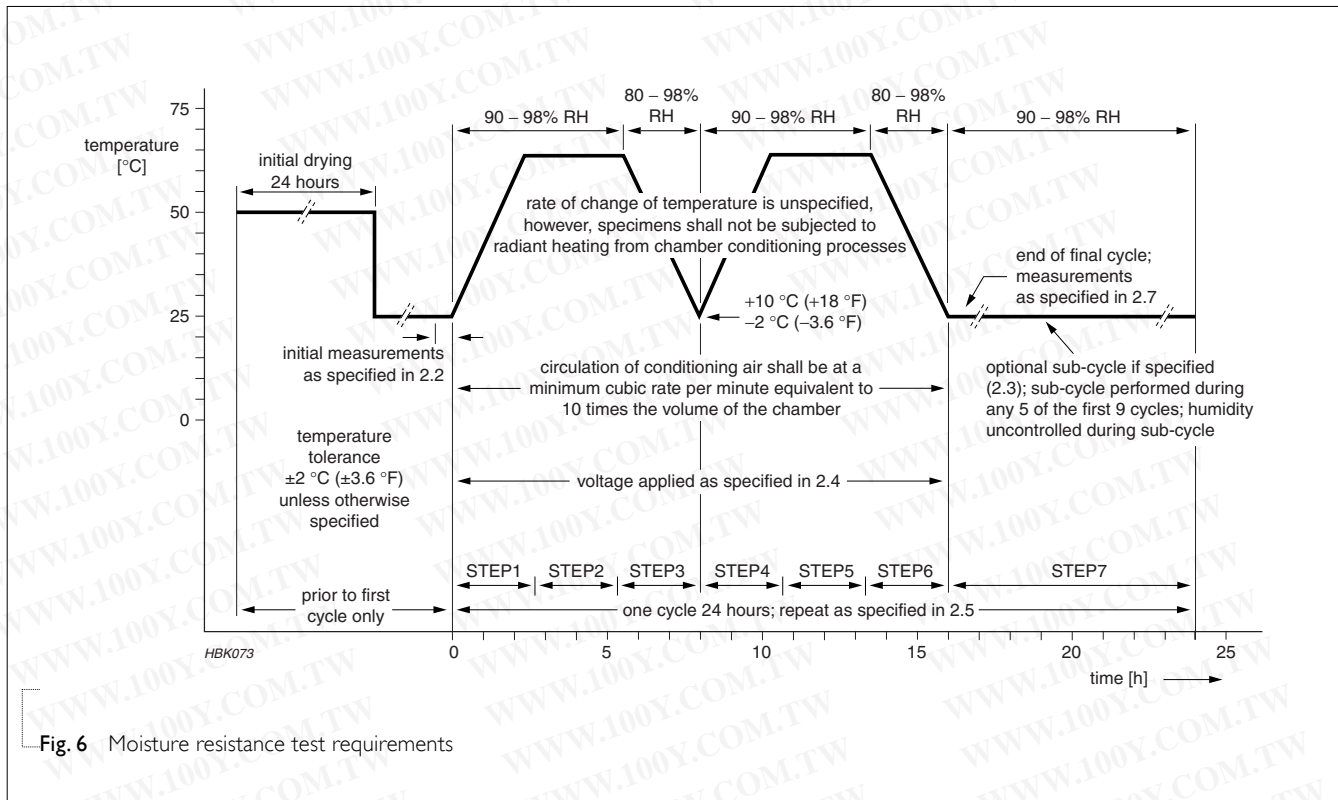 75
50
25
0
temperature
[°C]
initial drying
24 hours
90 – 98% RH
80 – 98%
RH
90 – 98% RH
80 – 98%
RH
90 – 98% RH
rate of change of temperature is unspecified,
however, specimens shall not be subjected to
radiant heating from chamber conditioning processes
+10 °C (+18 °F)
–2 °C (–3.6 °F)
end of final cycle;
measurements
as specified in 2.7
initial measurements
as specified in 2.2
circulation of conditioning air shall be at a
minimum cubic rate per minute equivalent to
10 times the volume of the chamber
optional sub-cycle if specified
(2.3); sub-cycle performed during
any 5 of the first 9 cycles; humidity
uncontrolled during sub-cycle
temperature
tolerance
±2 °C (±3.6 °F)
unless otherwise
specified
voltage applied as specified in 2.4
STEP1 STEP2 STEP3 STEP4 STEP5 STEP6 STEP7
prior to first
cycle only
one cycle 24 hours; repeat as specified in 2.5
HBK073
0 5 10 15 20 25
time [h]
Fig. 6 Moisture resistance test requirements
WWW.100Y.COM.TW